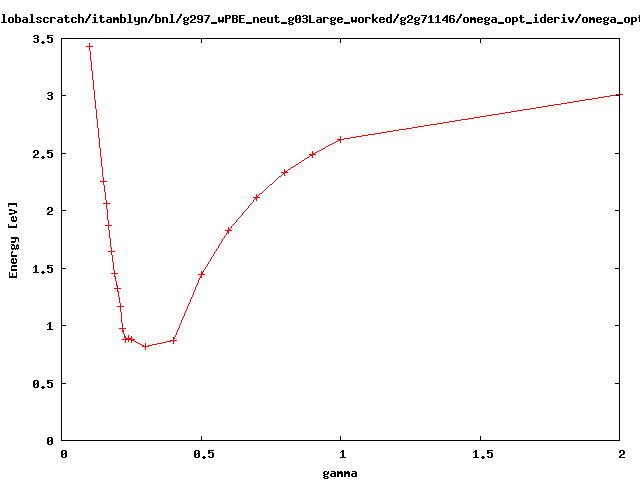 lobalscratch/itamblyn/bnl/g297_wPBE_neut_g03Large_worked/g2g71146/omega_opt_ideriv/omega_opt
3.5
3
2.5
2
1.5
1
0.5
0
Energy [eV]
0 0.5 1 1.5 2
gamma